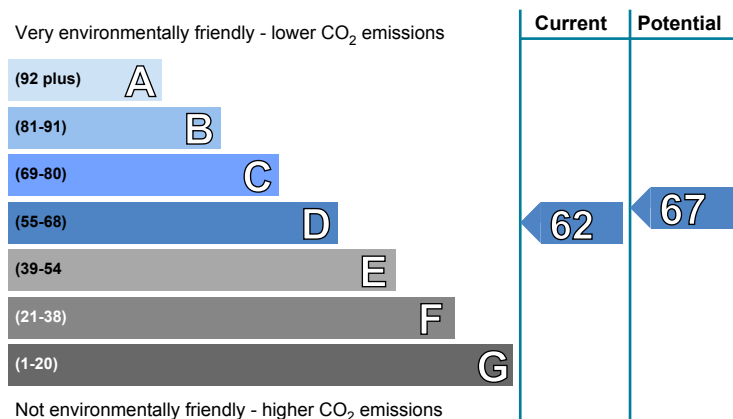 Current Potential
Very environmentally friendly - lower CO2 emissions
(92 plus) A
(81-91) B
(69-80) C
(55-68) D
62 67
(39-54 E
(21-38) F
(1-20) G
Not environmentally friendly - higher CO2 emissions